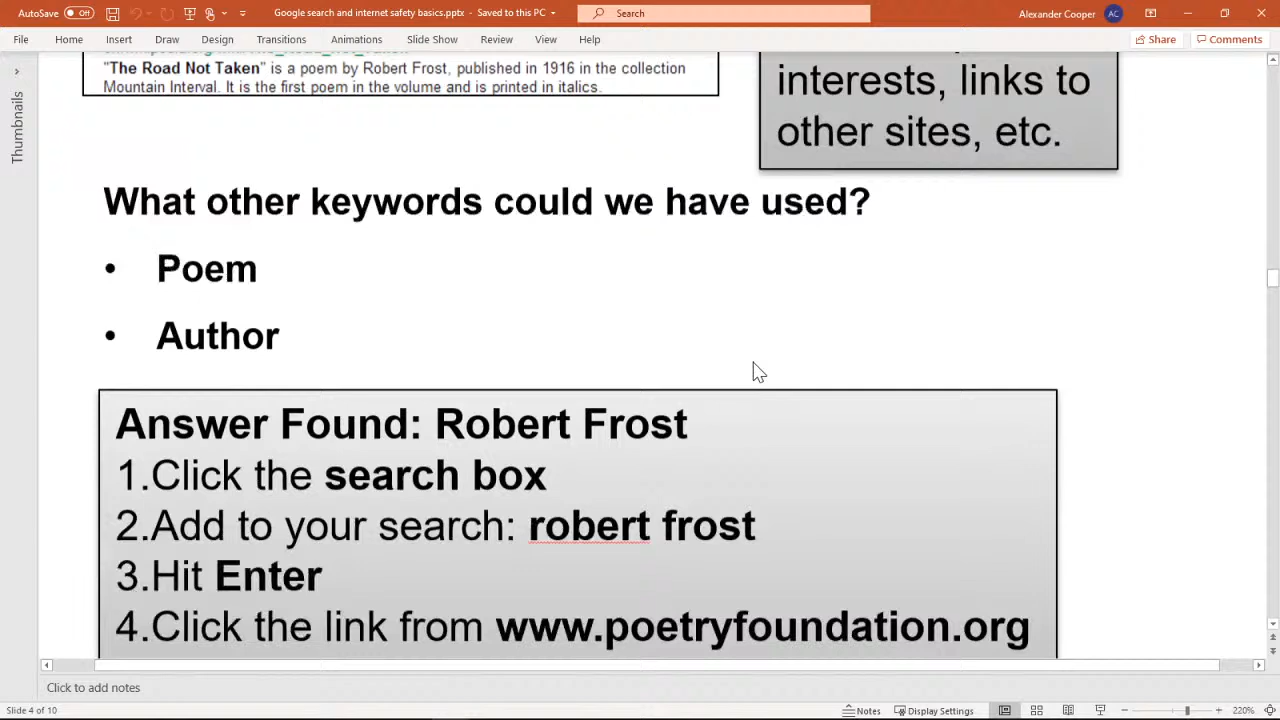 AutoSave Off Google search and internet safety basics.pptx - Saved to this PC Search Alexander Cooper AC
File Home Insert Draw Design Transitions Animations Slide Show Review View Help Share Comments
Thumbnails
"The Road Not Taken" is a poem by Robert Frost, published in 1916 in the collection
Mountain Interval. It is the first poem in the volume and is printed in italics.
interests, links to
other sites, etc.
What other keywords could we have used?
• Poem
• Author
Answer Found: Robert Frost
1.Click the search box
2.Add to your search: robert frost
3.Hit Enter
4.Click the link from www.poetryfoundation.org
Click to add notes
Slide 4 of 10 Notes Display Settings 220%